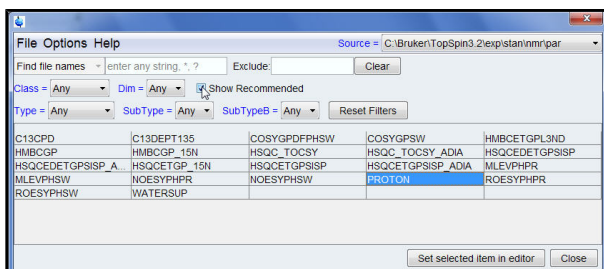 File Options Help Source = C:\Bruker\TopSpin3.2\exp\stan\nmr\par
Find file names enter any string, *, ? Exclude: Clear
Class = Any Dim = Any Show Recommended
Type = Any SubType = Any SubTypeB = Any Reset Filters
C13CPD C13DEPT135 COSYGPDFPHSW COSYGPSW HMBCETGPL3ND
HMBCGP HMBCGP_15N HSQC_TOCSY HSQC_TOCSY_ADIA HSQCEDETGPSISP
HSQCEDETGPSISP_A... HSQCETGP_15N HSQCETGPSISP HSQCETGPSISP_ADIA MLEVPHPR
MLEVPHSW NOESYPHPR NOESYPHSW PROTON ROESYPHPR
ROESYPHSW WATERSUP
Set selected item in editor Close